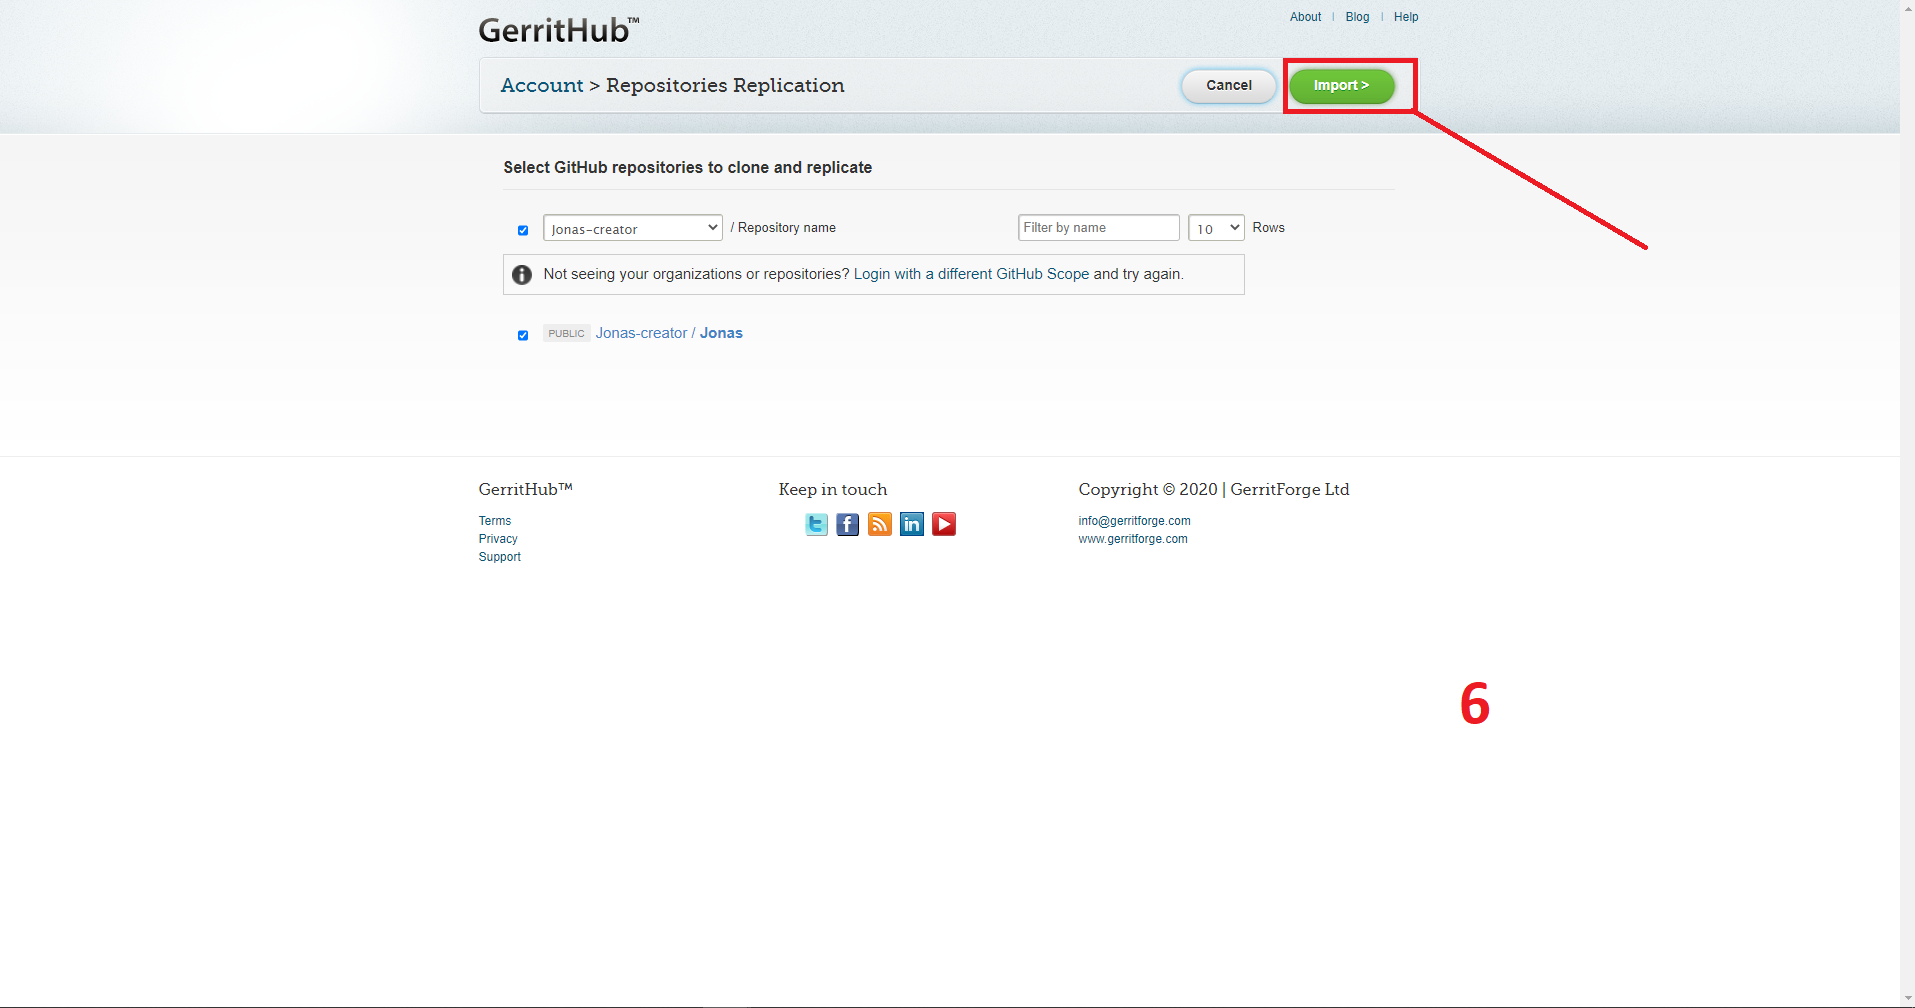 GerritHub™
About | Blog | Help
Account > Repositories Replication
Cancel
Import >
Select GitHub repositories to clone and replicate
Jonas-creator / Repository name
Filter by name
10 Rows
Not seeing your organizations or repositories? Login with a different GitHub Scope and try again.
PUBLIC Jonas-creator / Jonas
GerritHub™
Terms
Privacy
Support
Keep in touch
Copyright © 2020 | GerritForge Ltd
info@gerritforge.com
www.gerritforge.com
6